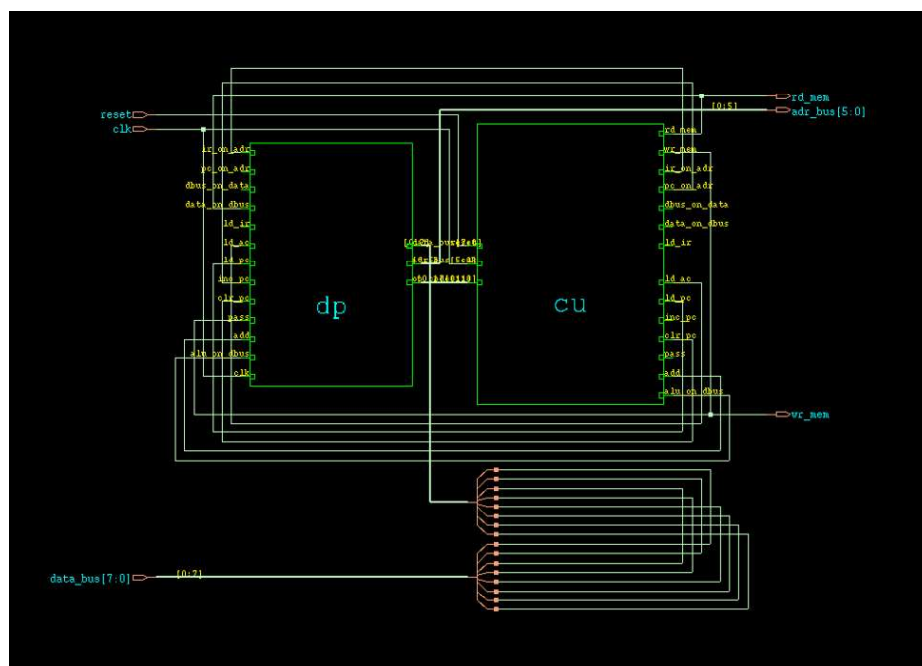 reset
clk
rd_mem
adr_bus[5:0]
[0:5]
ir_on_adr
pc_on_adr
dbus_on_data
data_on_dbus
ld_ir
ld_ac
ld_pc
inc_pc
clr_pc
pass
add
alu_on_dbus
clk
dp
rd_mem
wr_mem
ir_on_adr
pc_on_adr
dbus_on_data
data_on_dbus
ld_ir
ld_ac
ld_pc
inc_pc
clr_pc
pass
add
alu_on_dbus
cu
wr_mem
data_bus[7:0]
[0:7]